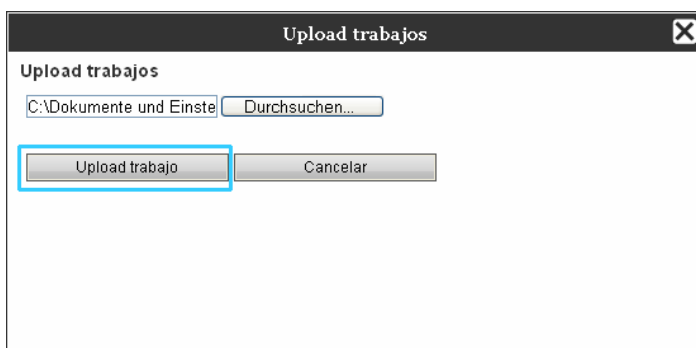 Upload trabajos
Upload trabajos
C:\Dokumente und Einste Durchsuchen...
Upload trabajo Cancelar